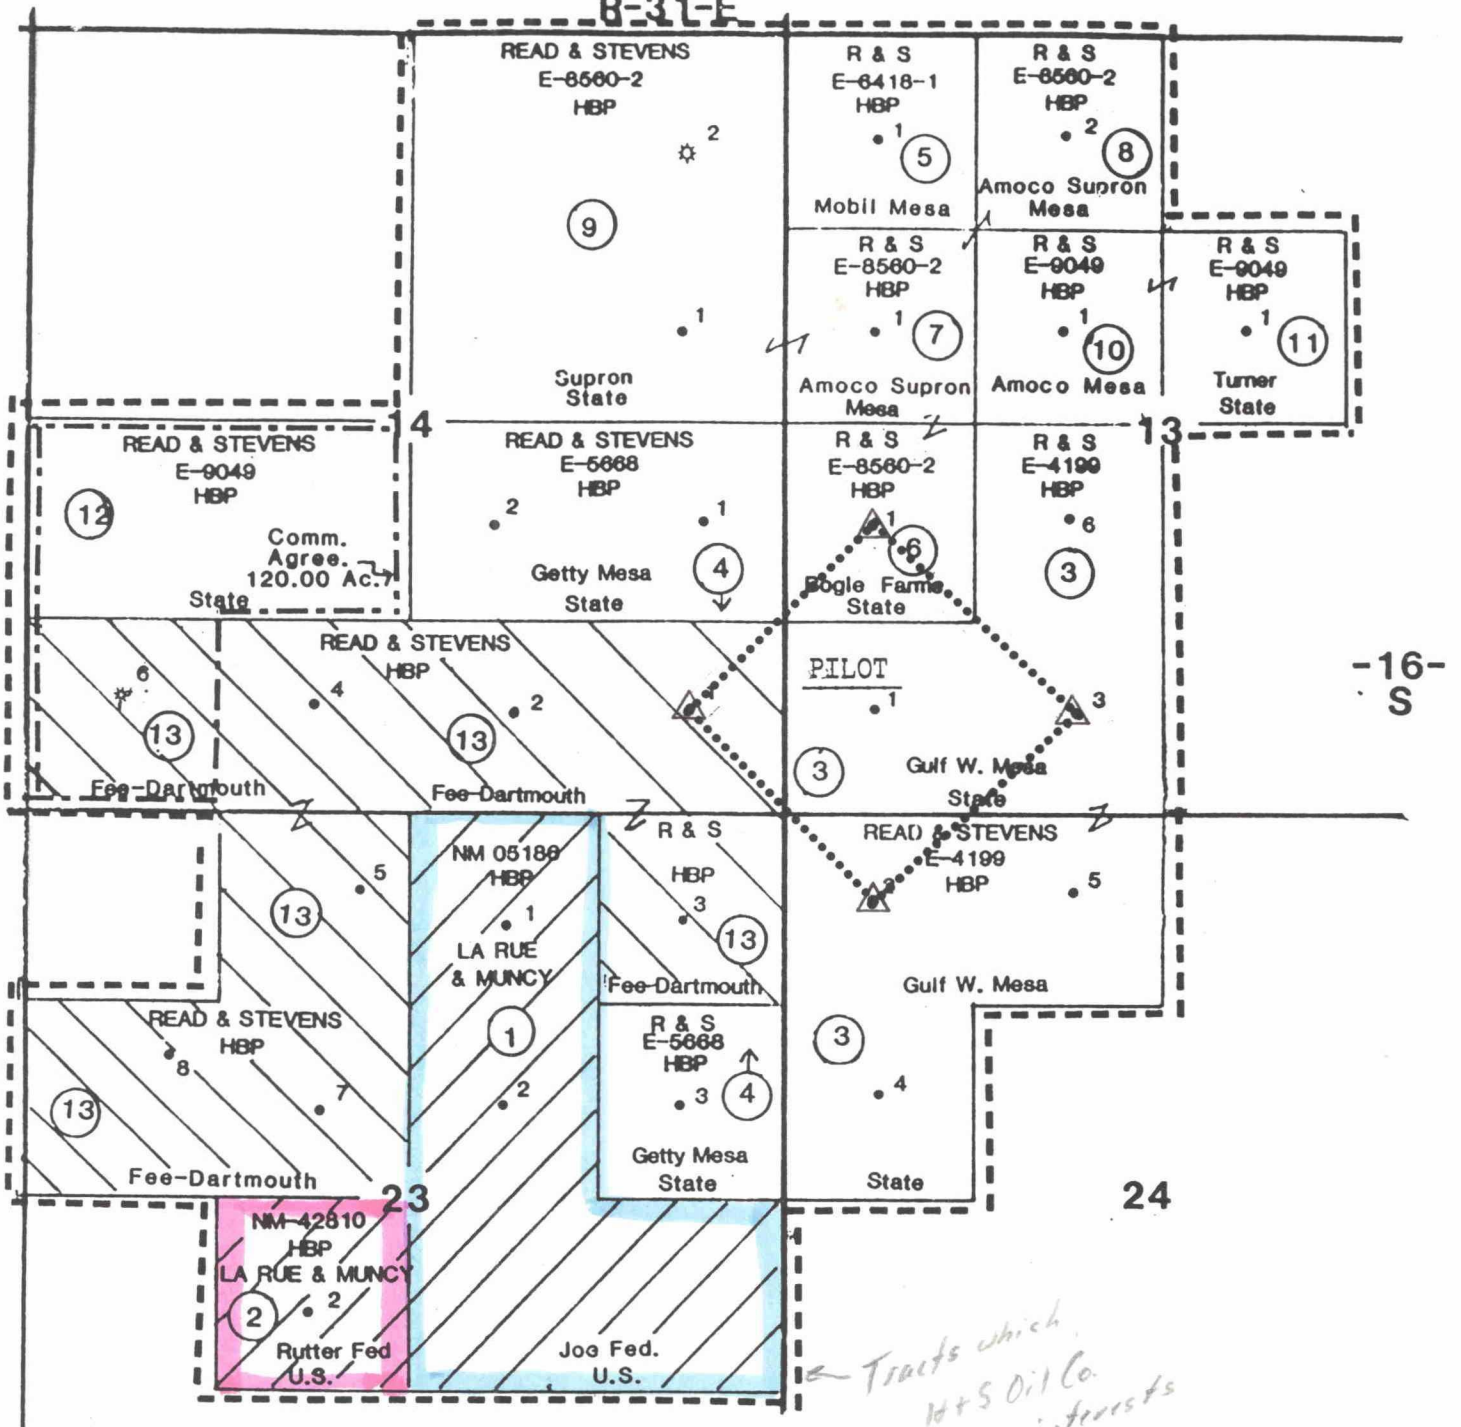 R-31-E
READ & STEVENS
E-8560-2
HBP
2
9
1
Supron
State
R & S
E-6418-1
HBP
1
5
Mobil Mesa
R & S
E-8560-2
HBP
2
8
Amoco Supron
Mesa
R & S
E-8560-2
HBP
1
7
Amoco Supron
Mesa
R & S
E-9049
HBP
1
10
Amoco Mesa
R & S
E-9049
HBP
1
11
Turner
State
14
13
READ & STEVENS
E-9049
HBP
12
Comm.
Agree.
120.00 Ac.
State
READ & STEVENS
E-5668
HBP
2
1
4
Getty Mesa
State
R & S
E-8560-2
HBP
1
6
Bogle Farms
State
R & S
E-4199
HBP
6
3
-16-
S
READ & STEVENS
HBP
6
4
2
13
13
Fee-Dartmouth
Fee-Dartmouth
PILOT
1
3
3
Gulf W. Mesa
State
5
13
NM 05186
HBP
1
LA RUE
& MUNCY
1
2
R & S
HBP
3
13
Fee-Dartmouth
READ & STEVENS
E-4199
HBP
2
5
Gulf W. Mesa
3
4
State
READ & STEVENS
HBP
8
7
13
Fee-Dartmouth
R & S
E-5668
HBP
3
4
Getty Mesa
State
23
24
NM-42810
HBP
LA RUE & MUNCY
2
2
Rutter Fed
U.S.
Joe Fed.
U.S.
Tracts which
H+S Oil Co.
interests